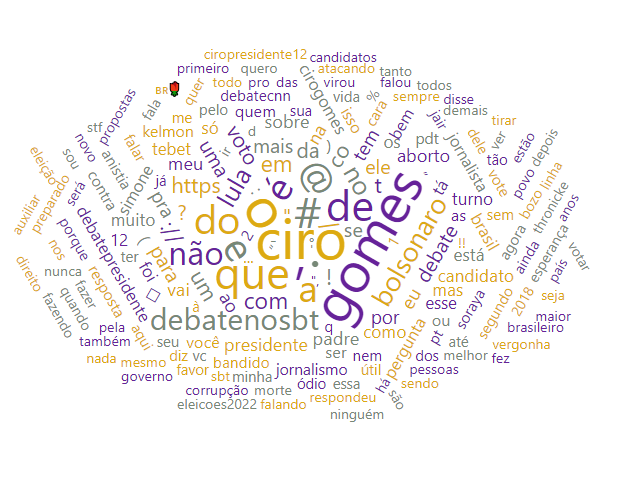 ciropresidente12 candidatos
primeiro quero cirogomes atacando tanto
BR quer todo pro das virou falou todos
propostas fala debatecnn vida % sempre disse
stf me quem pelo sua isso cara jair demais
novo falar kelmon só d sobre na bem dele tirar
eleição sou anistia tebet voto mais ) co os pdt jornalista vote ver
será contra simone meu uma ir da tem aborto tão estão
auxiliar preparado já https lula em @ no ele t tá povo depois
porque debatepresidente muito pra :// ? é # de turno bozo linha
nos 12 ( do o se gomes as sem thronicke
direito nunca ter foi para não e ciro _ bolsonaro está brasil agora anos
fazendo quando fazer resposta vai um que " ' . a ! eu debate !! ainda esperança
aqui ao 2 com mas candidato país votar
pela debatenosbt q por esse soraya segundo 2018 seja
também seu você presidente padre como ou pt até maior
nada mesmo diz vc ser nem pergunta dos melhor vergonha brasileiro
governo favor sbt bandido minha jornalismo útil há pessoas fez
corrupção morte ódio essa respondeu são sendo
eleicoes2022 falando ninguém